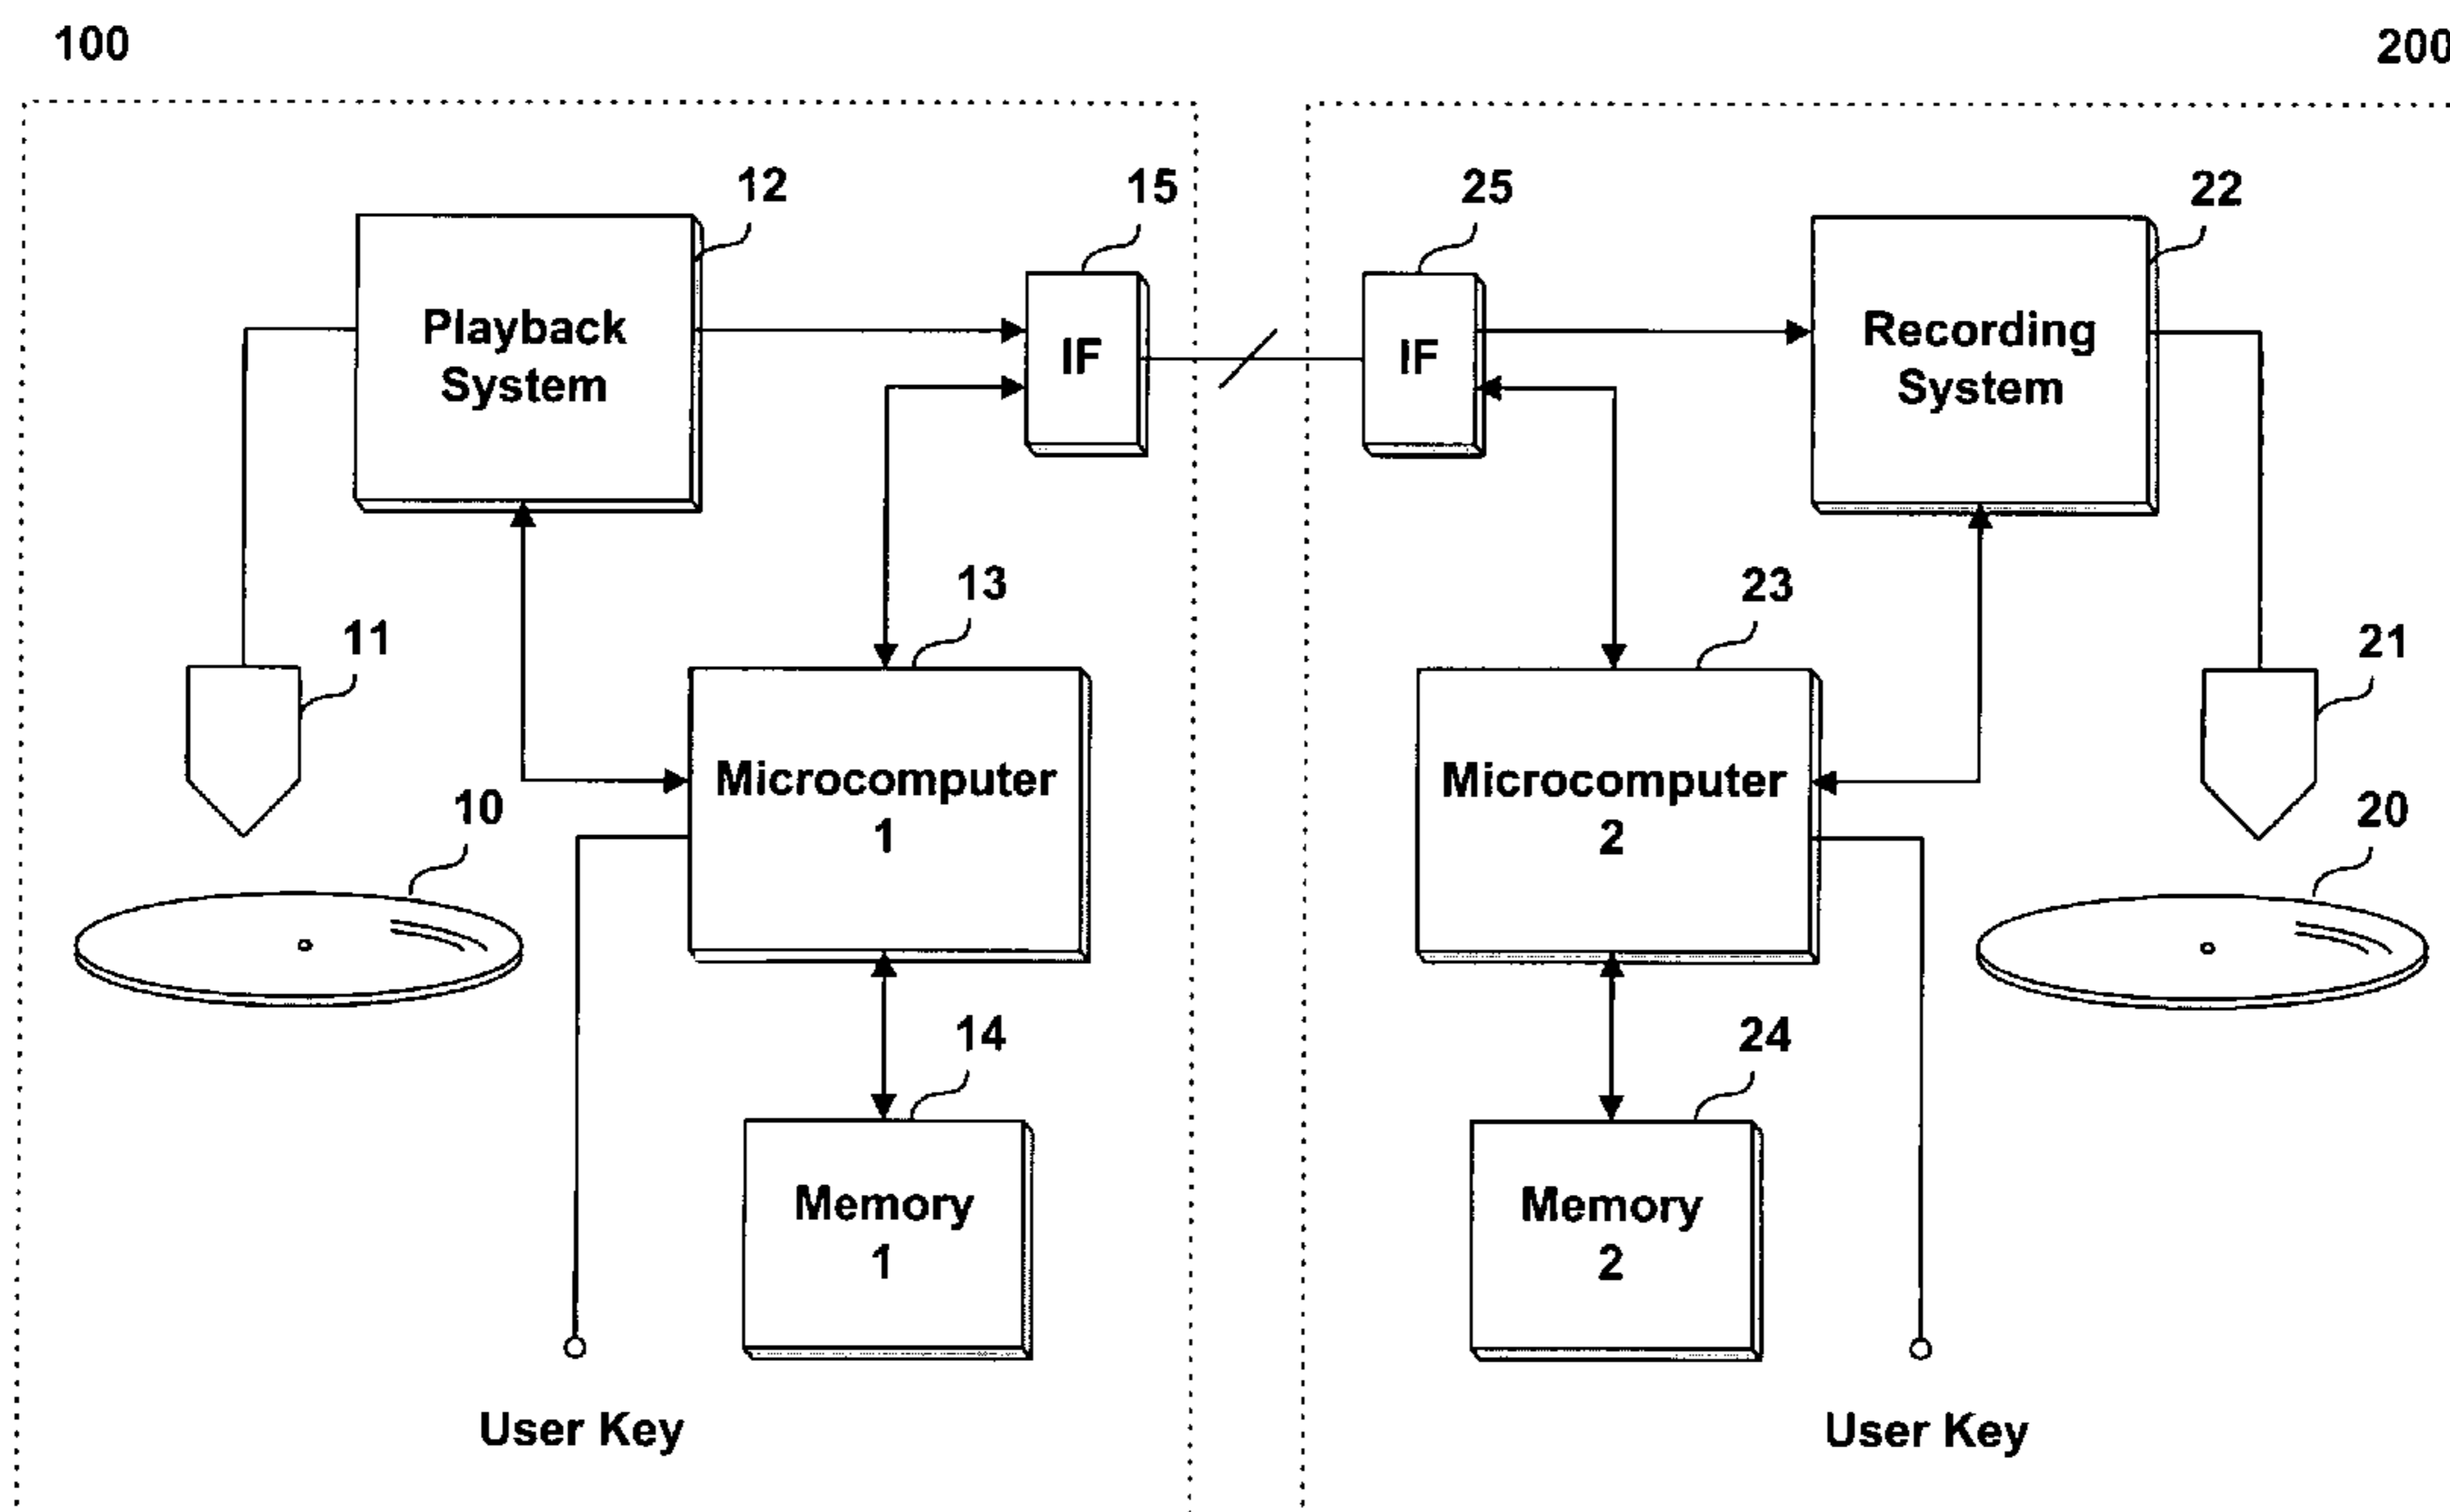 100
200
12
15
25
22
Playback
System
IF
IF
Recording
System
13
23
11
21
Microcomputer
1
Microcomputer
2
10
20
14
24
Memory
1
Memory
2
User Key
User Key